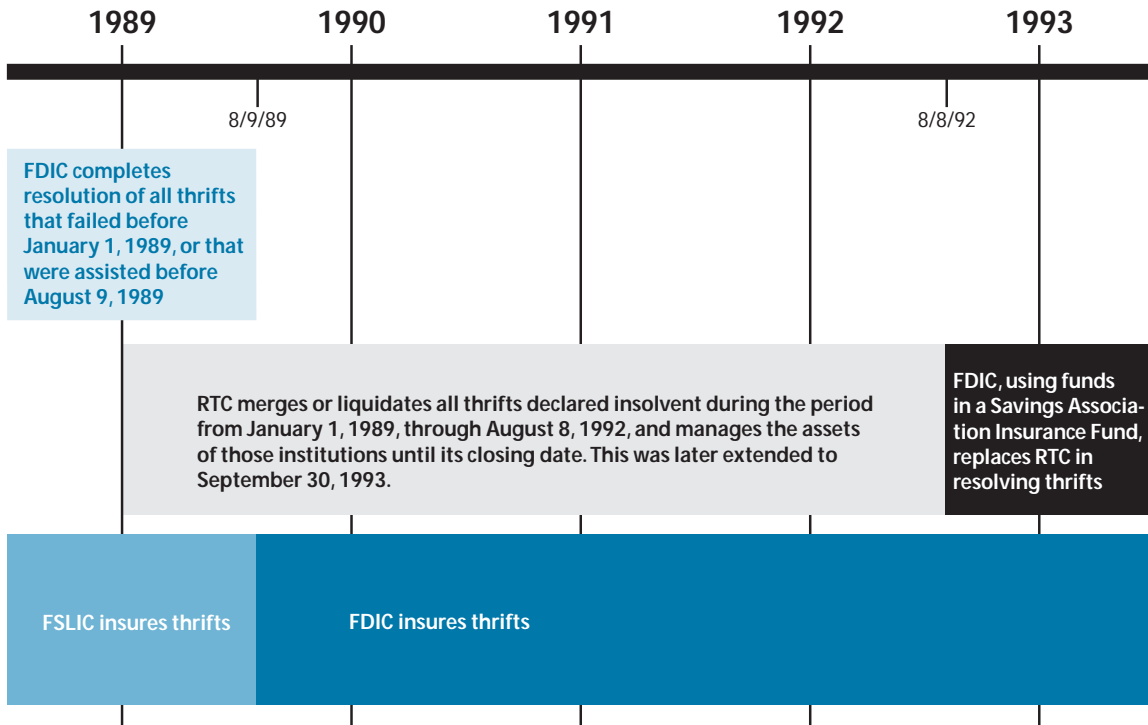 1989 1990 1991 1992 1993
8/9/89 8/8/92
FDIC completes
resolution of all thrifts
that failed before
January 1, 1989, or that
were assisted before
August 9, 1989
RTC merges or liquidates all thrifts declared insolvent during the period
from January 1, 1989, through August 8, 1992, and manages the assets
of those institutions until its closing date. This was later extended to
September 30, 1993.
FDIC, using funds
in a Savings Associa-
tion Insurance Fund,
replaces RTC in
resolving thrifts
FSLIC insures thrifts
FDIC insures thrifts